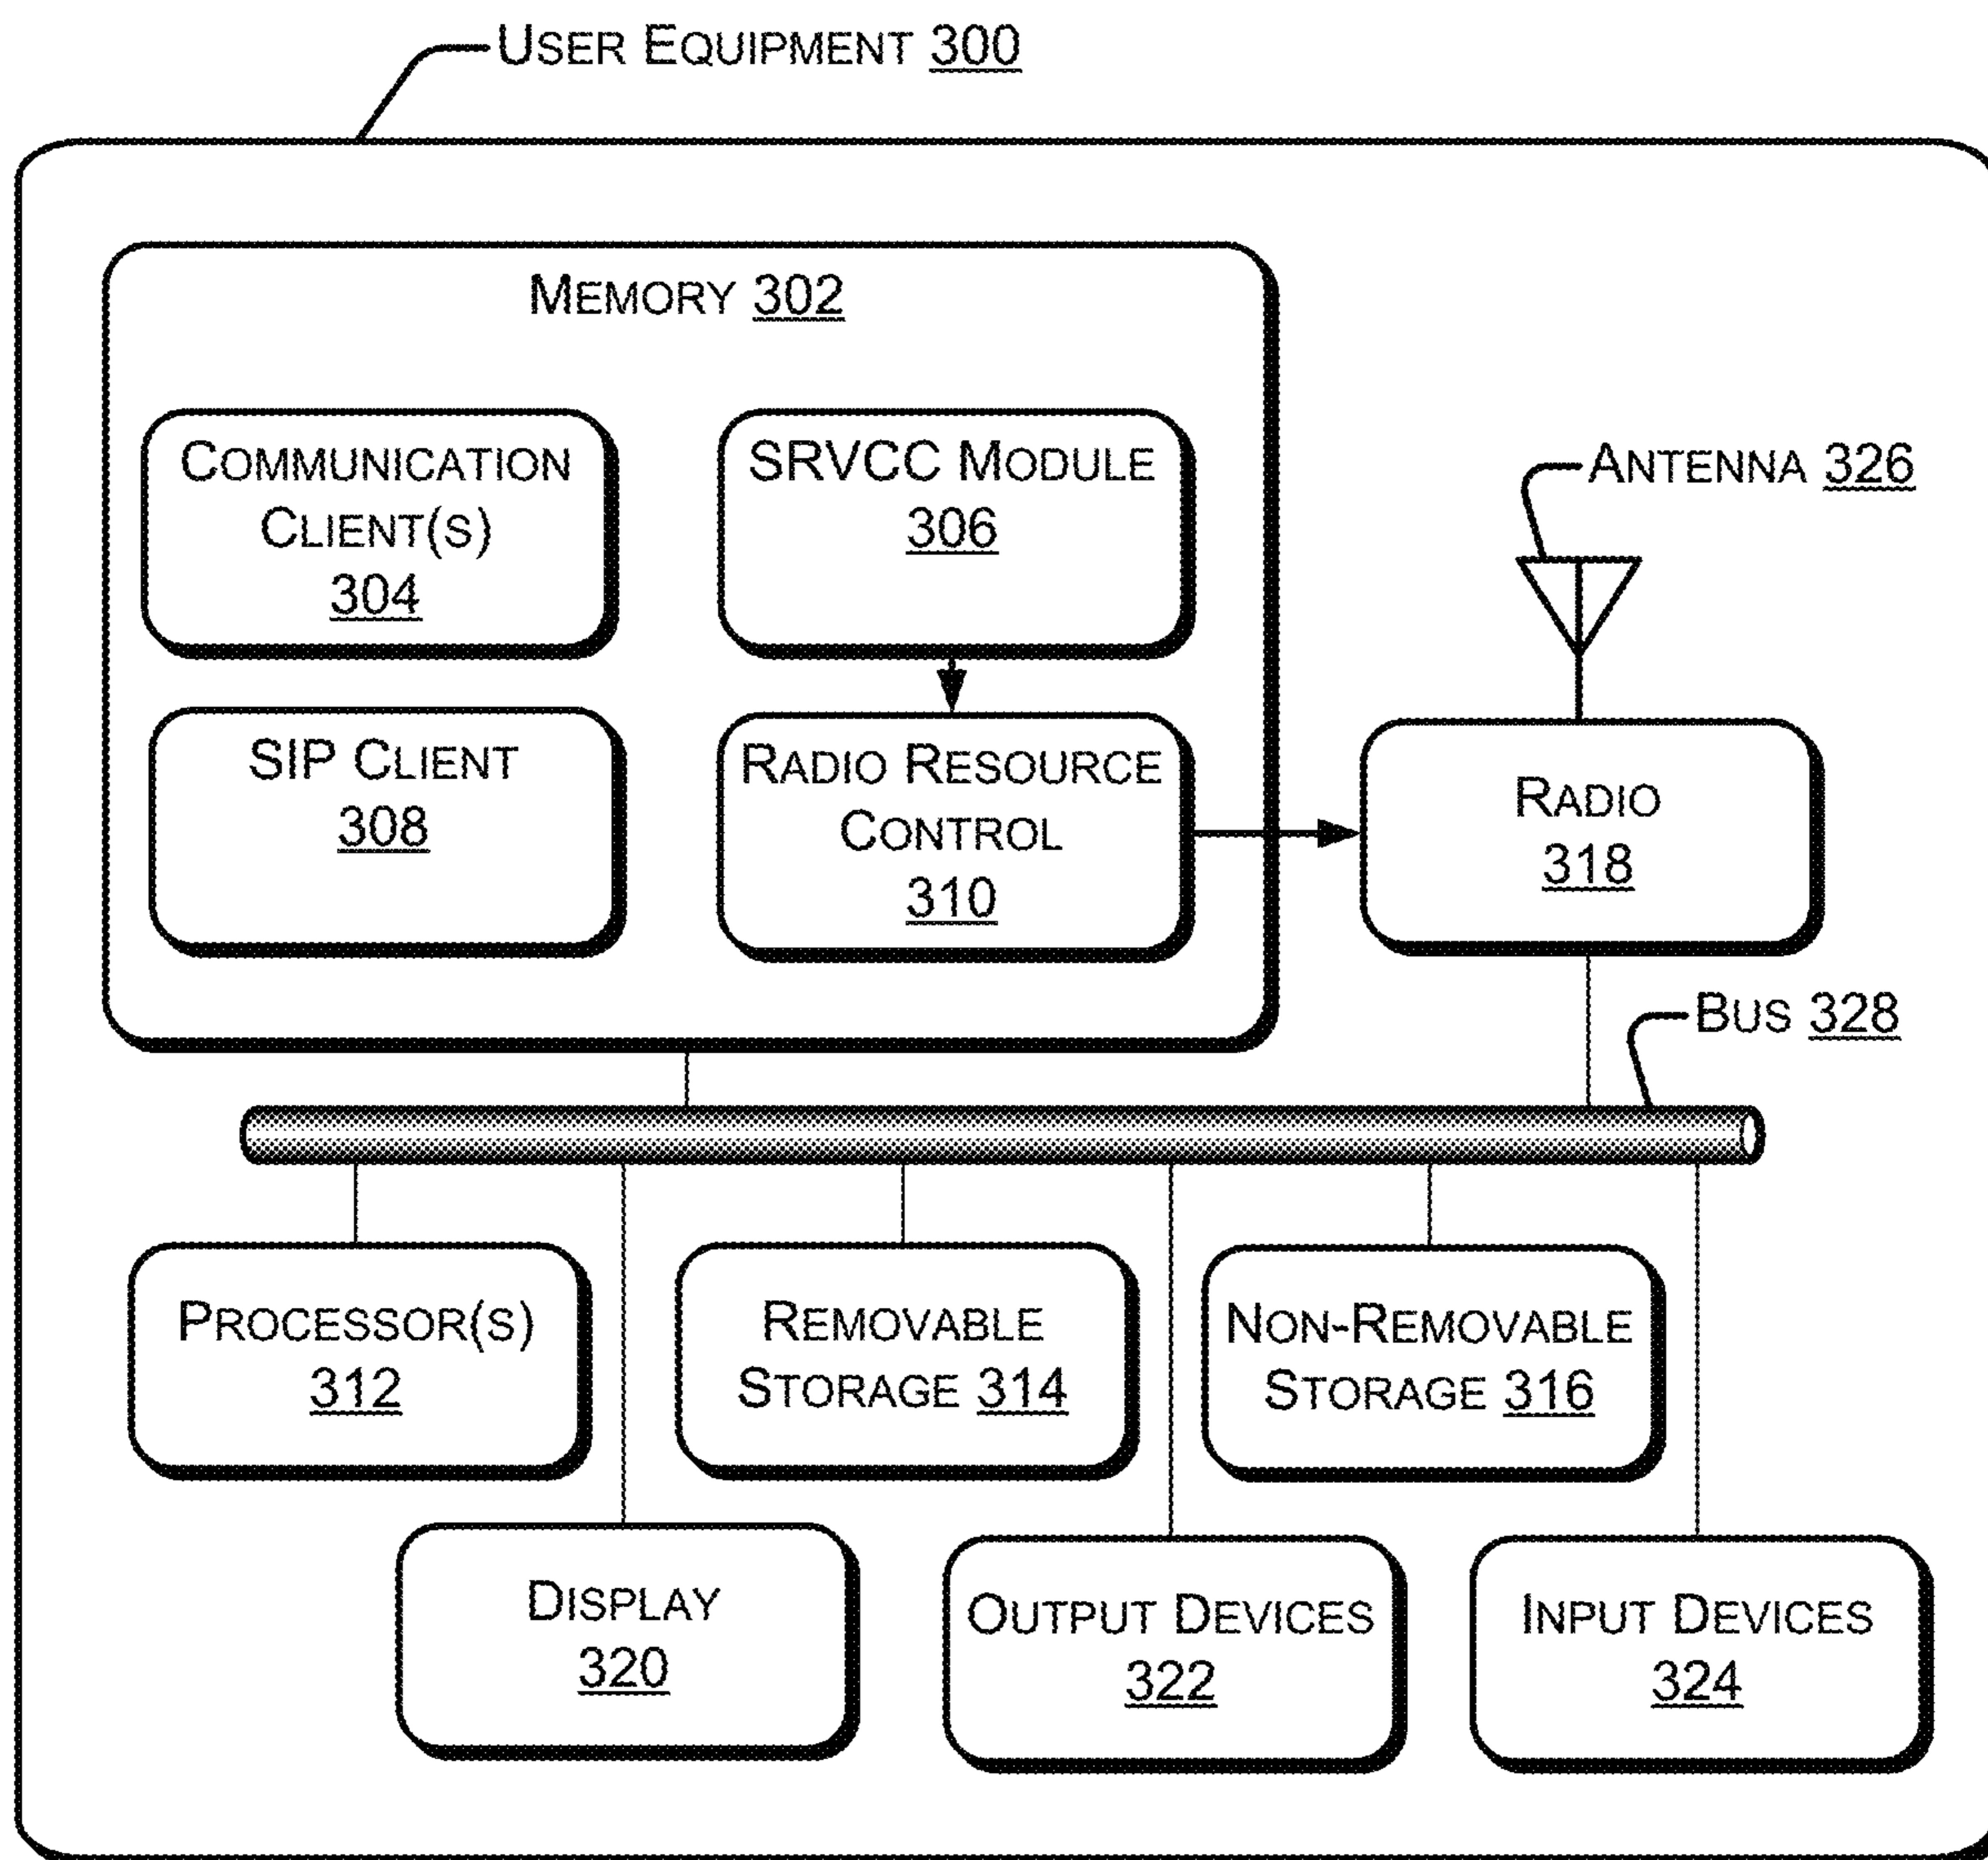 USER EQUIPMENT 300
MEMORY 302
COMMUNICATION
CLIENT(S)
304
SRVCC MODULE
306
ANTENNA 326
SIP CLIENT
308
RADIO RESOURCE
CONTROL
310
RADIO
318
BUS 328
PROCESSOR(S)
312
REMOVABLE
STORAGE 314
NON-REMOVABLE
STORAGE 316
DISPLAY
320
OUTPUT DEVICES
322
INPUT DEVICES
324